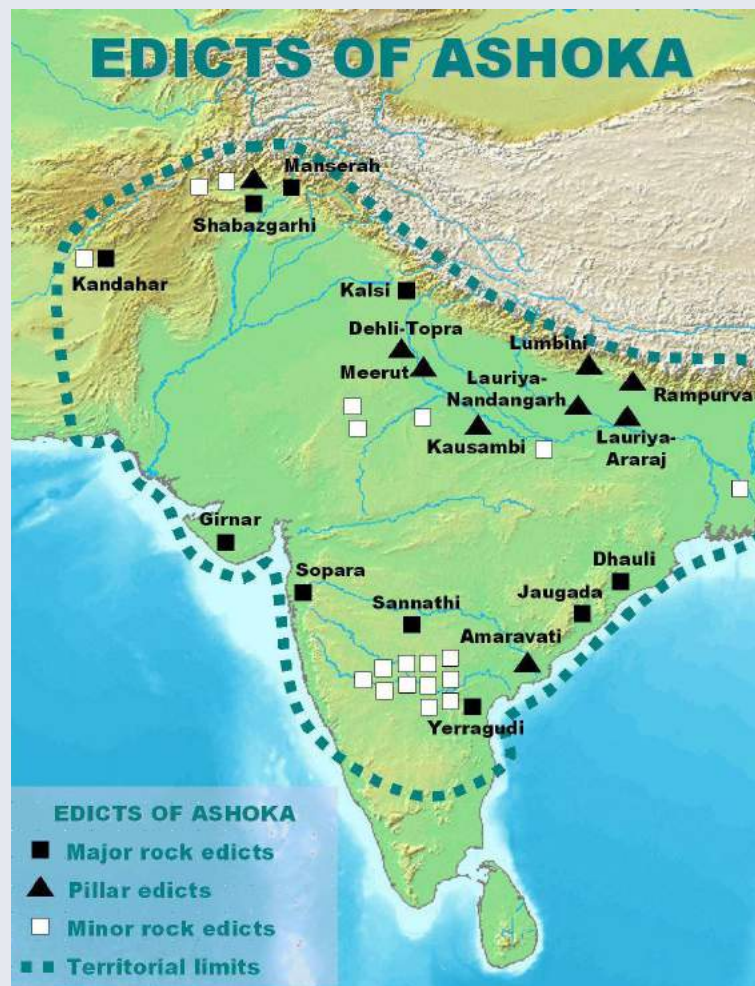 EDICTS OF ASHOKA
Manserah
Shabazgarhi
Kandahar
Kalsi
Dehli-Topra
Lumbini
Meerut
Lauriya-
Nandangarh
Rampurva
Kausambi
Lauriya-
Araraj
Girnar
Dhauli
Sopara
Jaugada
Sannathi
Amaravati
Yerragudi
EDICTS OF ASHOKA
Major rock edicts
Pillar edicts
Minor rock edicts
Territorial limits